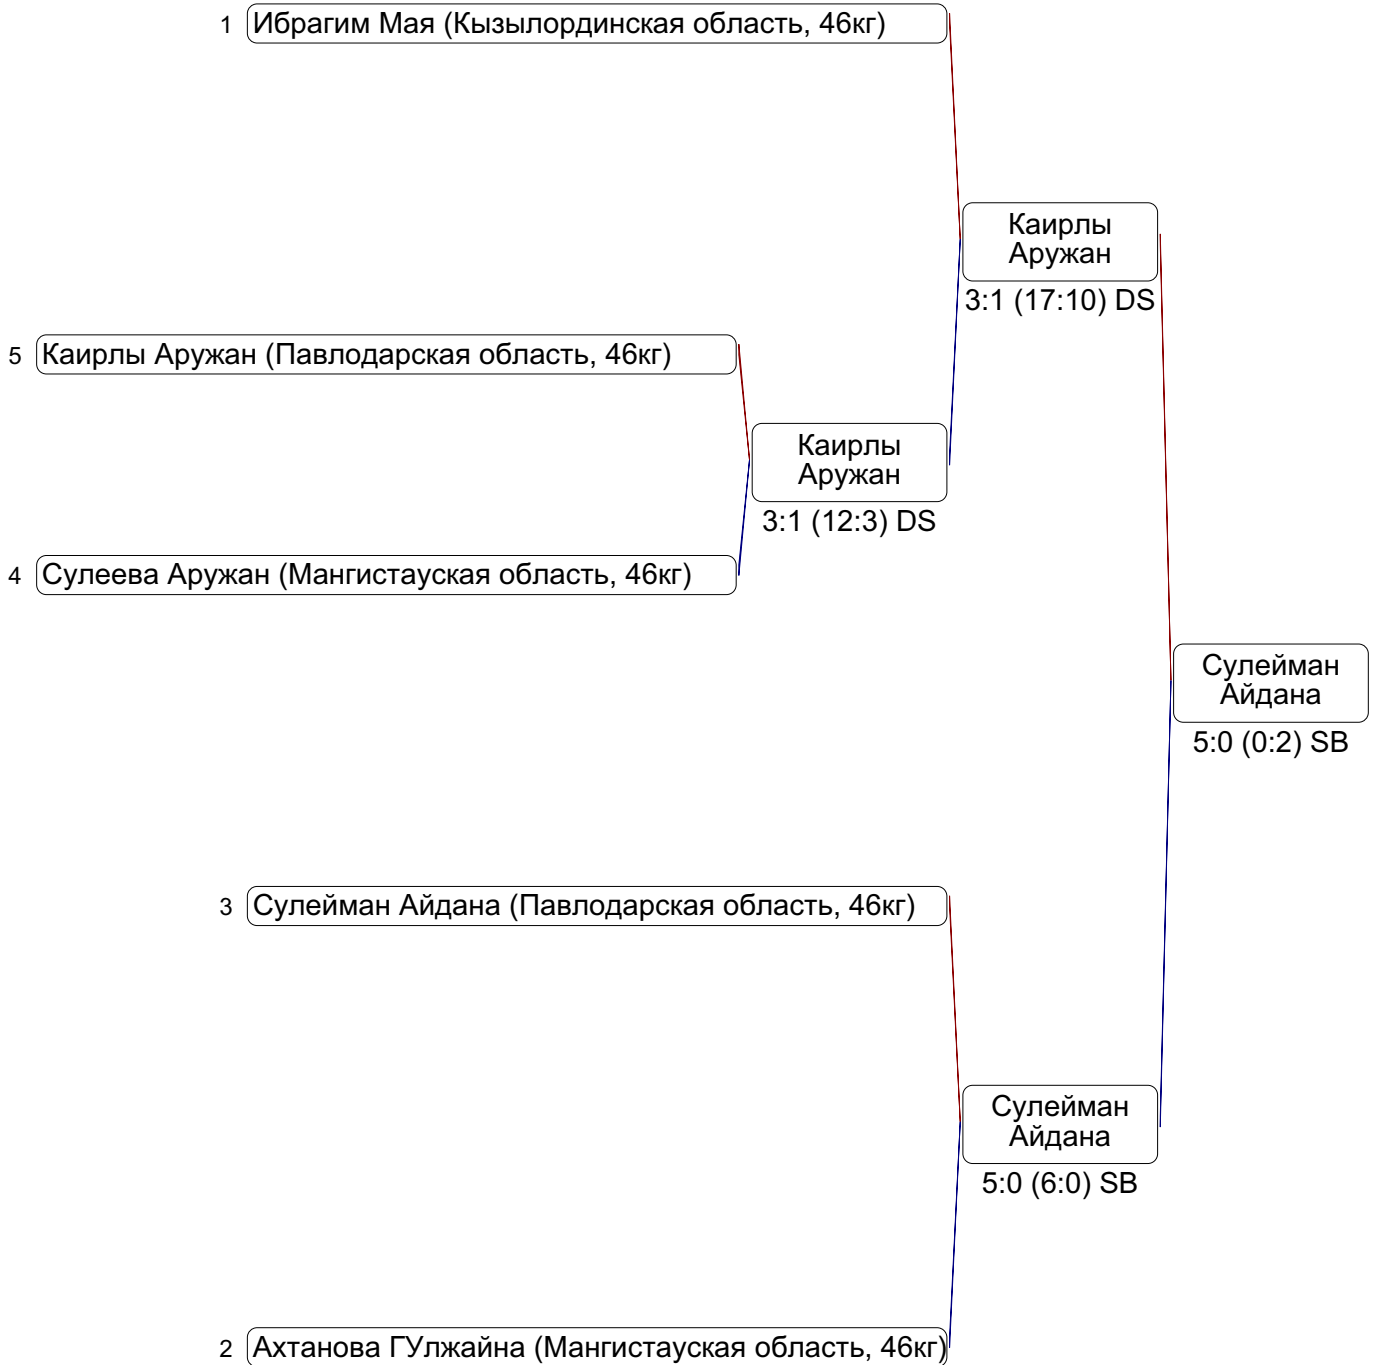 1 Ибрагим Мая (Кызылординская область, 46кг)
Каирлы
Аружан
3:1 (17:10) DS
5 Каирлы Аружан (Павлодарская область, 46кг)
Каирлы
Аружан
3:1 (12:3) DS
4 Сулеева Аружан (Мангистауская область, 46кг)
Сулейман
Айдана
5:0 (0:2) SB
3 Сулейман Айдана (Павлодарская область, 46кг)
Сулейман
Айдана
5:0 (6:0) SB
2 Ахтанова ГУлжайна (Мангистауская область, 46кг)